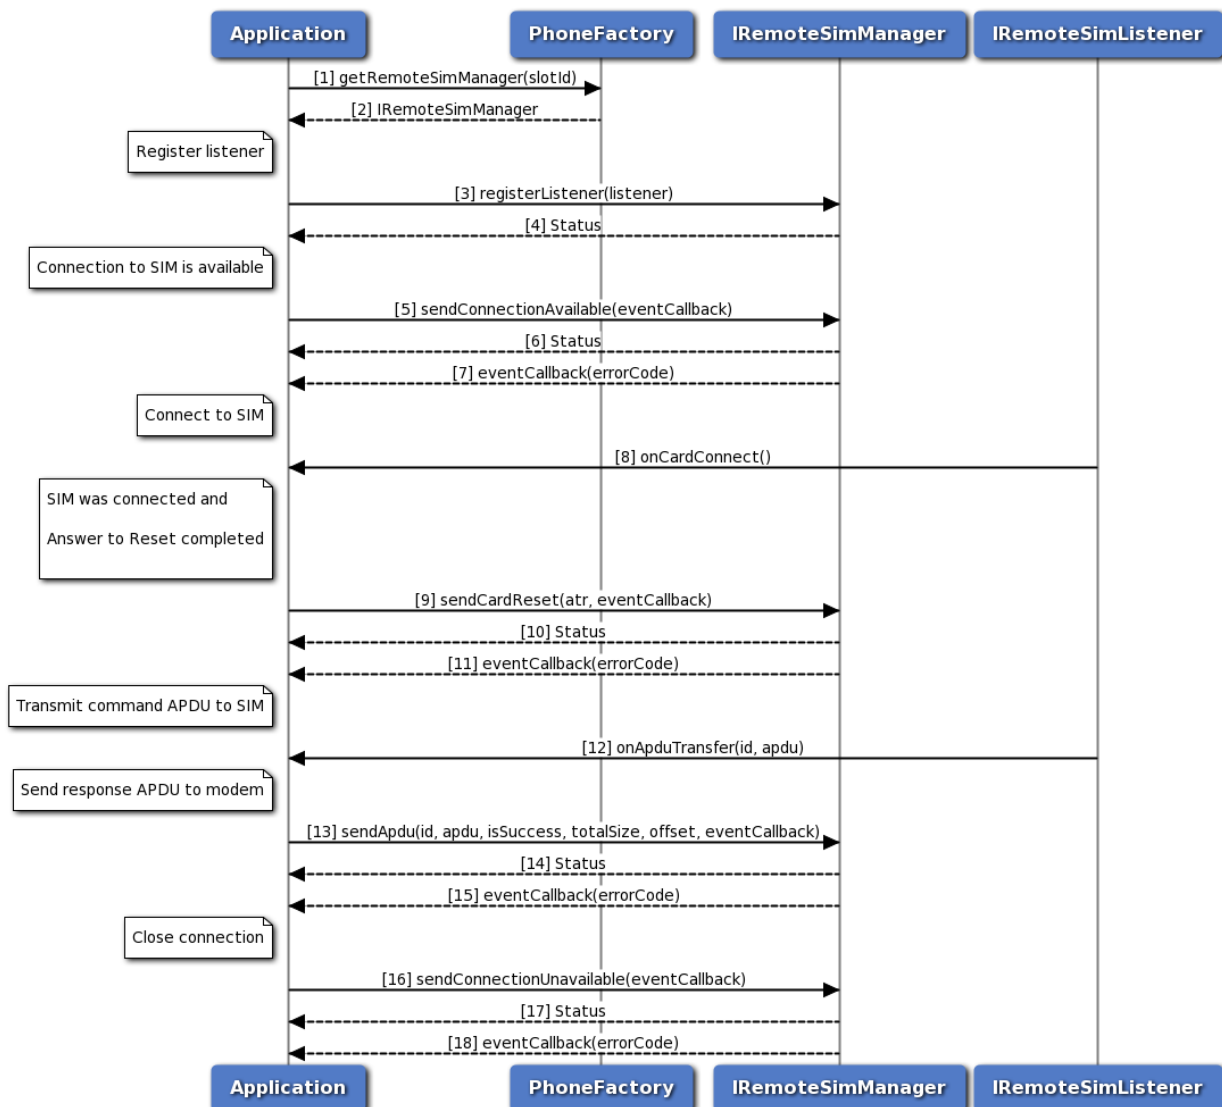 Application
PhoneFactory
IRemoteSimManager
IRemoteSimListener
[1] getRemoteSimManager(slotId)
[2] IRemoteSimManager
Register listener
[3] registerListener(listener)
[4] Status
Connection to SIM is available
[5] sendConnectionAvailable(eventCallback)
[6] Status
[7] eventCallback(errorCode)
Connect to SIM
[8] onCardConnect()
SIM was connected and
Answer to Reset completed
[9] sendCardReset(atr, eventCallback)
[10] Status
[11] eventCallback(errorCode)
Transmit command APDU to SIM
[12] onApduTransfer(id, apdu)
Send response APDU to modem
[13] sendApdu(id, apdu, isSuccess, totalSize, offset, eventCallback)
[14] Status
[15] eventCallback(errorCode)
Close connection
[16] sendConnectionUnavailable(eventCallback)
[17] Status
[18] eventCallback(errorCode)
Application
PhoneFactory
IRemoteSimManager
IRemoteSimListener